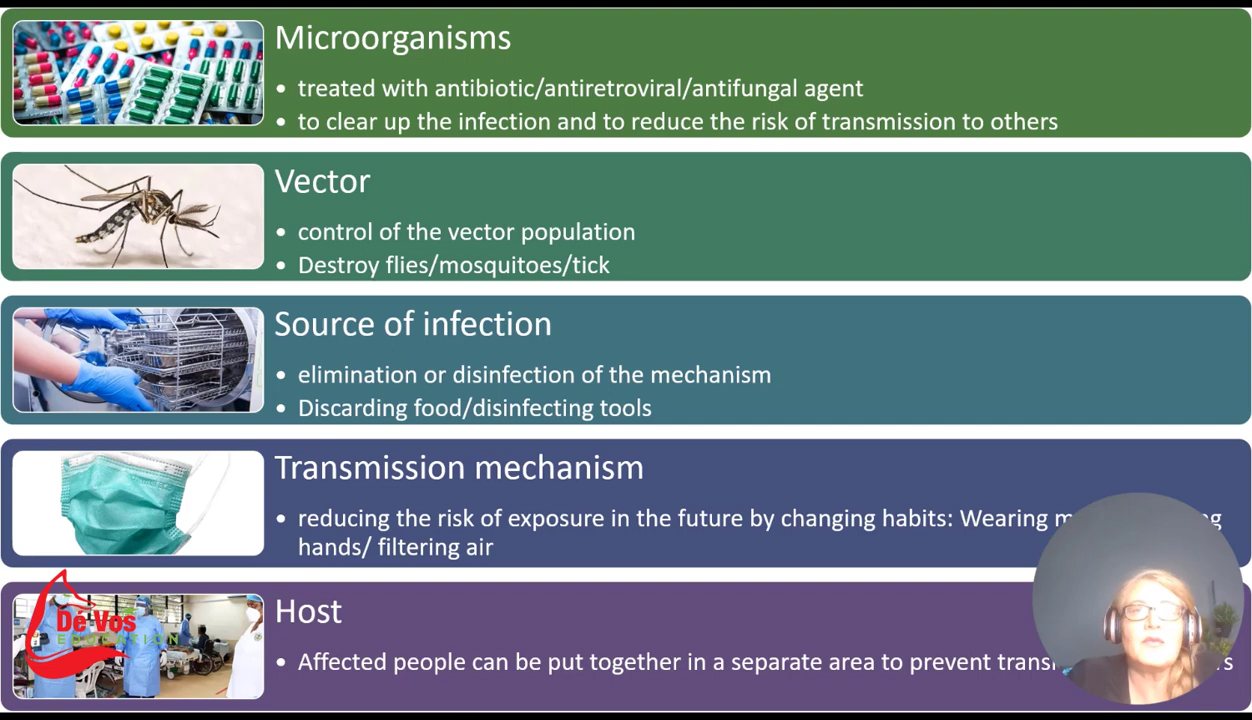 Microorganisms
• treated with antibiotic/antiretroviral/antifungal agent
• to clear up the infection and to reduce the risk of transmission to others
Vector
• control of the vector population
• Destroy flies/mosquitoes/tick
Source of infection
• elimination or disinfection of the mechanism
• Discarding food/disinfecting tools
Transmission mechanism
• reducing the risk of exposure in the future by changing habits: Wearing
hands/ filtering air
Host
• Affected people can be put together in a separate area to prevent
Dé Vos
EDUCATION